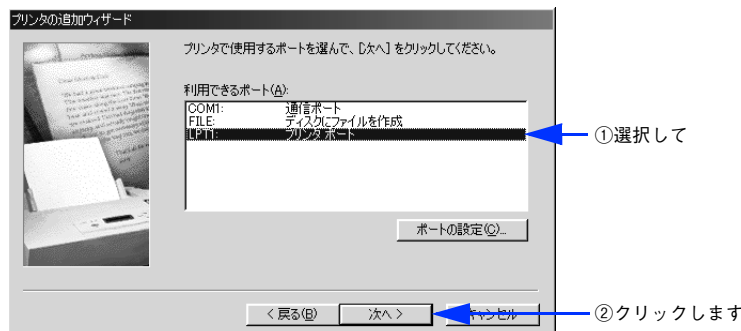 プリンタの追加ウィザード
プリンタで使用するポートを選んで、[次へ] をクリックしてください。
利用できるポート(A):
COM1: 通信ポート
FILE: ディスクにファイルを作成
LPT1: プリンタ ポート
①選択して
ポートの設定(C)...
< 戻る(B)
次へ >
キャンセル
②クリックします